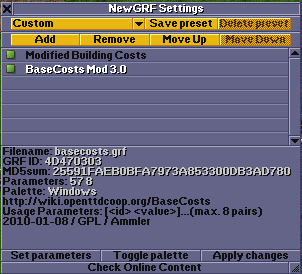 NewGRF Settings
Custom
Save preset
Delete preset
Add
Remove
Move Up
Move Down
Modified Building Costs
BaseCosts Mod 3.0
Filename: basecosts.grf
GRF ID: 4D470303
MD5sum: 25591FAEB0BFA7973A853300DB3AD780
Parameters: 57 8
Palette: Windows
http://wiki.openttdcoop.org/BaseCosts
Usage Parameters: [<id> <value>]...(max. 8 pairs)
2010-01-08 / GPL / Ammler
Set parameters
Toggle palette
Apply changes
Check Online Content